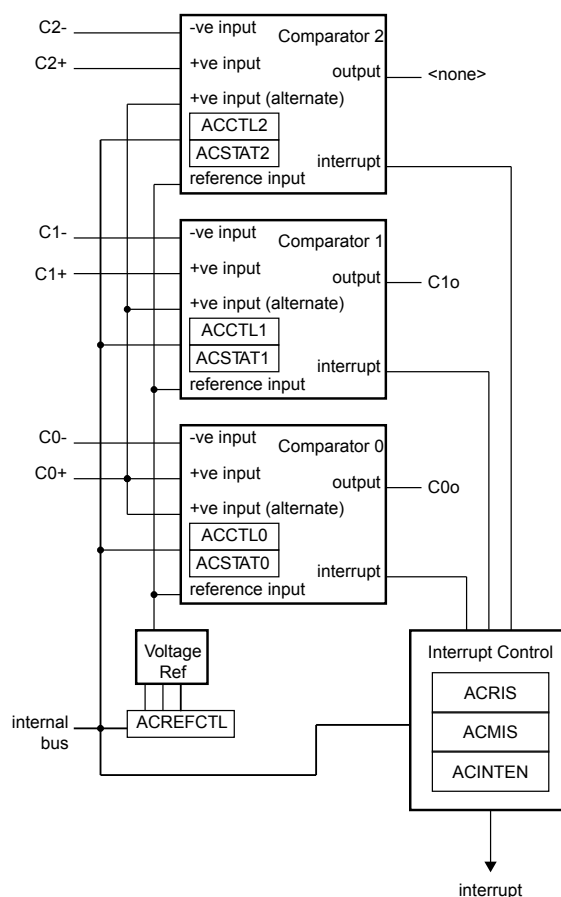 C2-
-ve input
Comparator 2
C2+
+ve input
output
<none>
+ve input (alternate)
ACCTL2
ACSTAT2
interrupt
reference input
C1-
-ve input
Comparator 1
C1+
+ve input
output
C1o
+ve input (alternate)
ACCTL1
ACSTAT1
interrupt
reference input
C0-
-ve input
Comparator 0
C0+
+ve input
output
C0o
+ve input (alternate)
ACCTL0
ACSTAT0
interrupt
reference input
Voltage
Ref
Interrupt Control
ACRIS
internal
bus
ACREFCTL
ACMIS
ACINTEN
interrupt